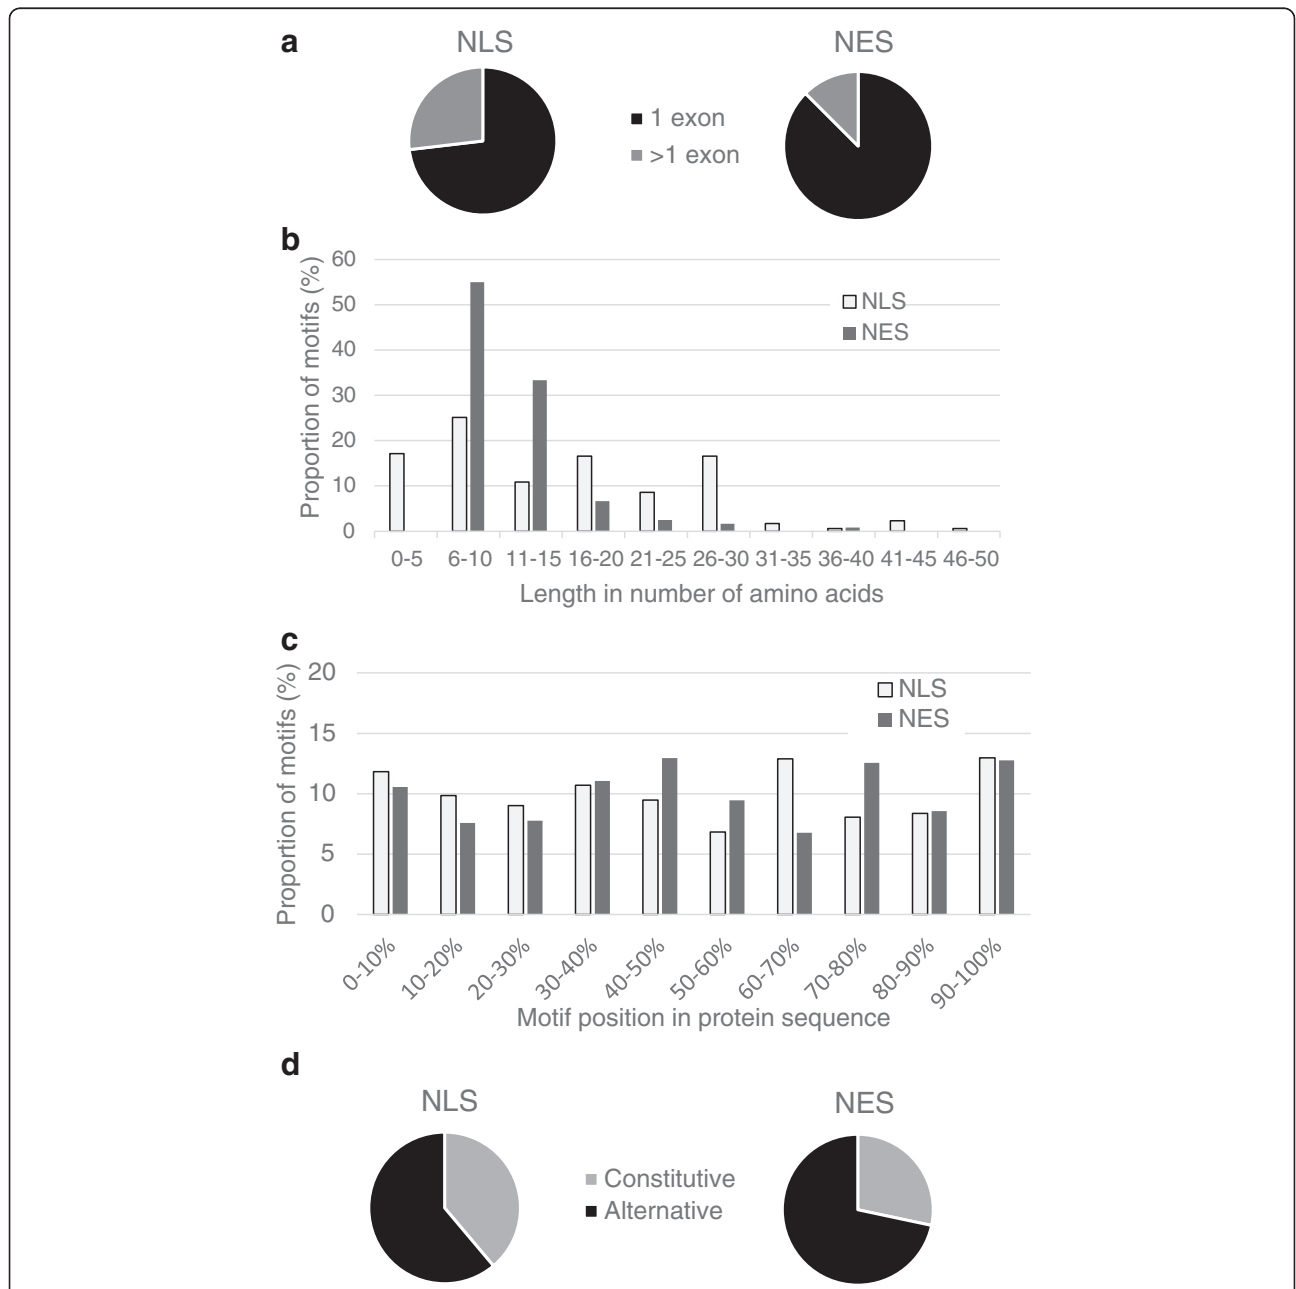 a
NLS
NES
1 exon
>1 exon
b
Proportion of motifs (%)
60
50
40
30
20
10
0
NLS
NES
0-5 6-10 11-15 16-20 21-25 26-30 31-35 36-40 41-45 46-50
Length in number of amino acids
c
Proportion of motifs (%)
20
15
10
5
0
NLS
NES
0-10% 10-20% 20-30% 30-40% 40-50% 50-60% 60-70% 70-80% 80-90% 90-100%
Motif position in protein sequence
d
NLS
NES
Constitutive
Alternative